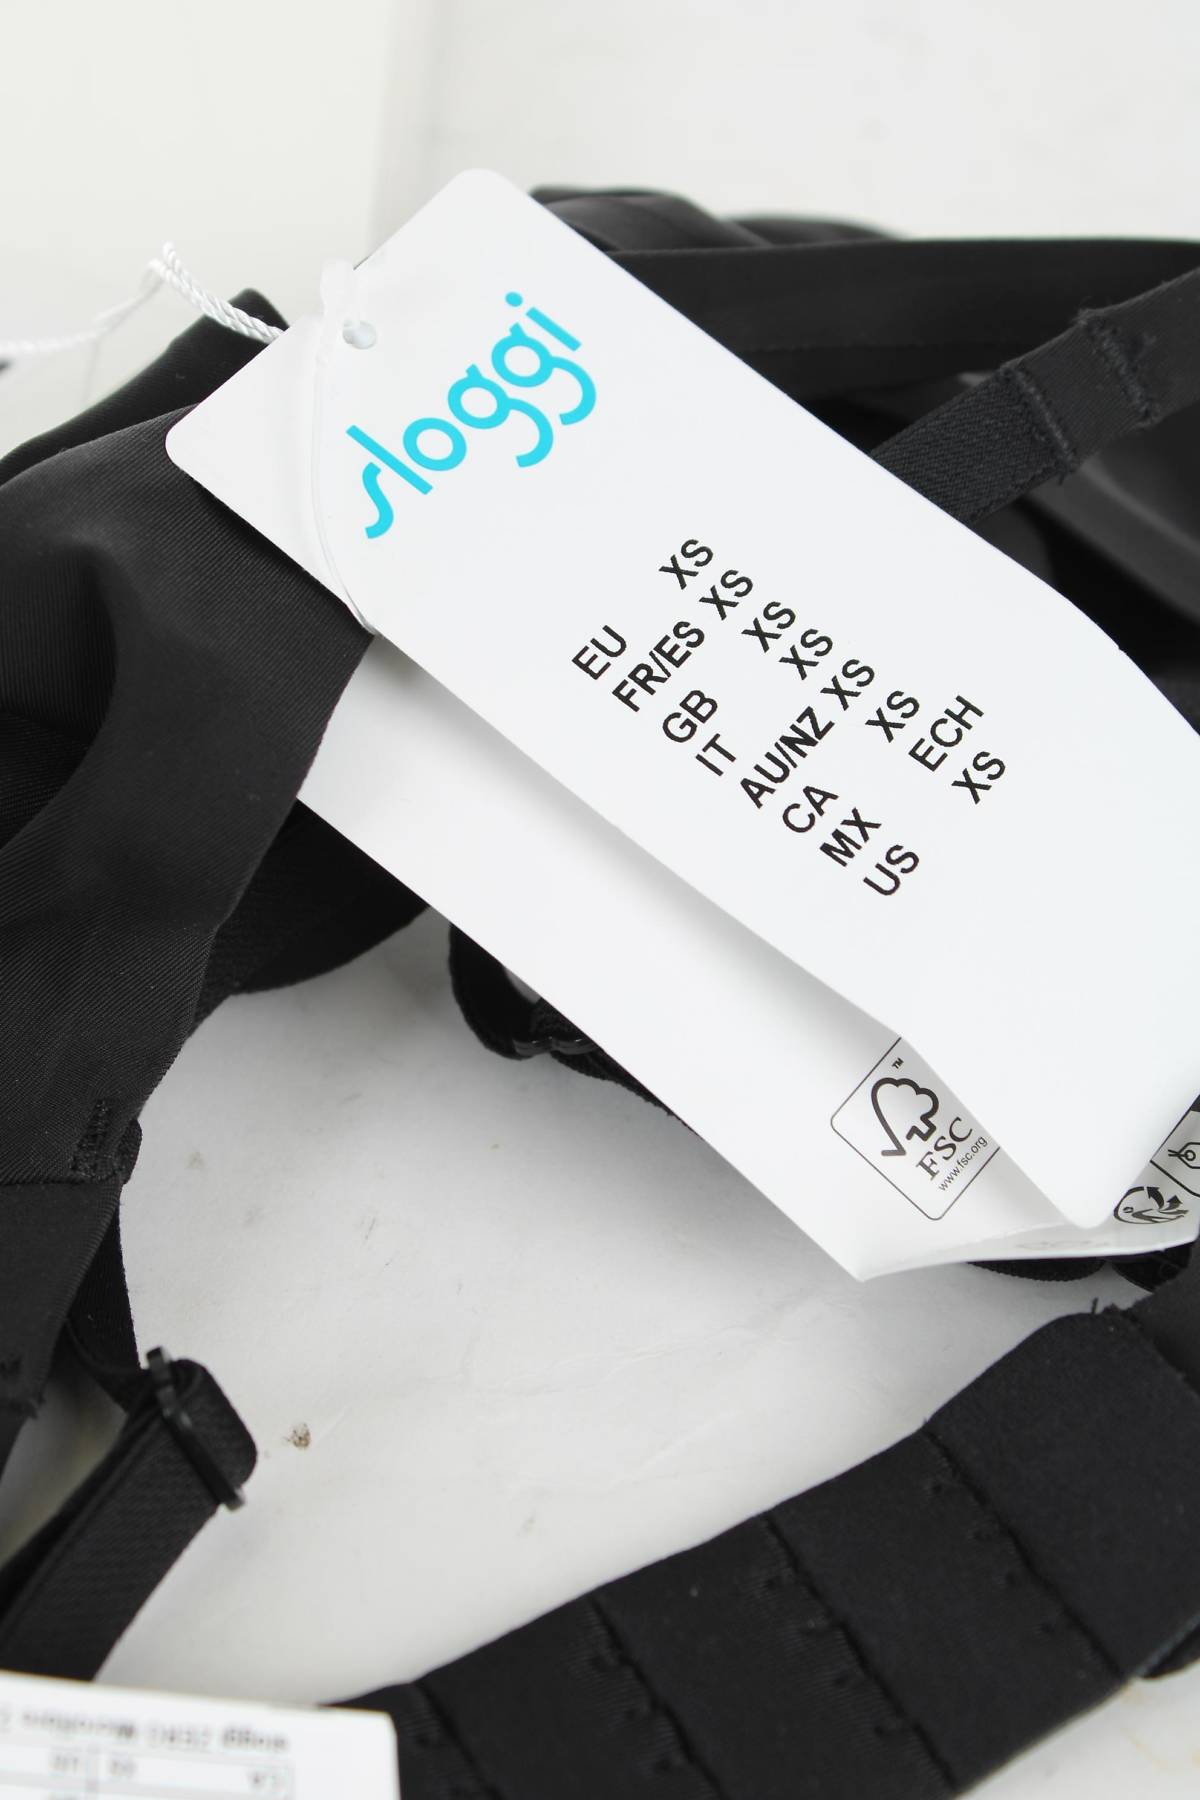 sloggi
EU XS
FR/ES XS
GB XS
IT XS
AU/NZ XS
CA XS
MX ECH
US XS
TM
FSC
www.fsc.org